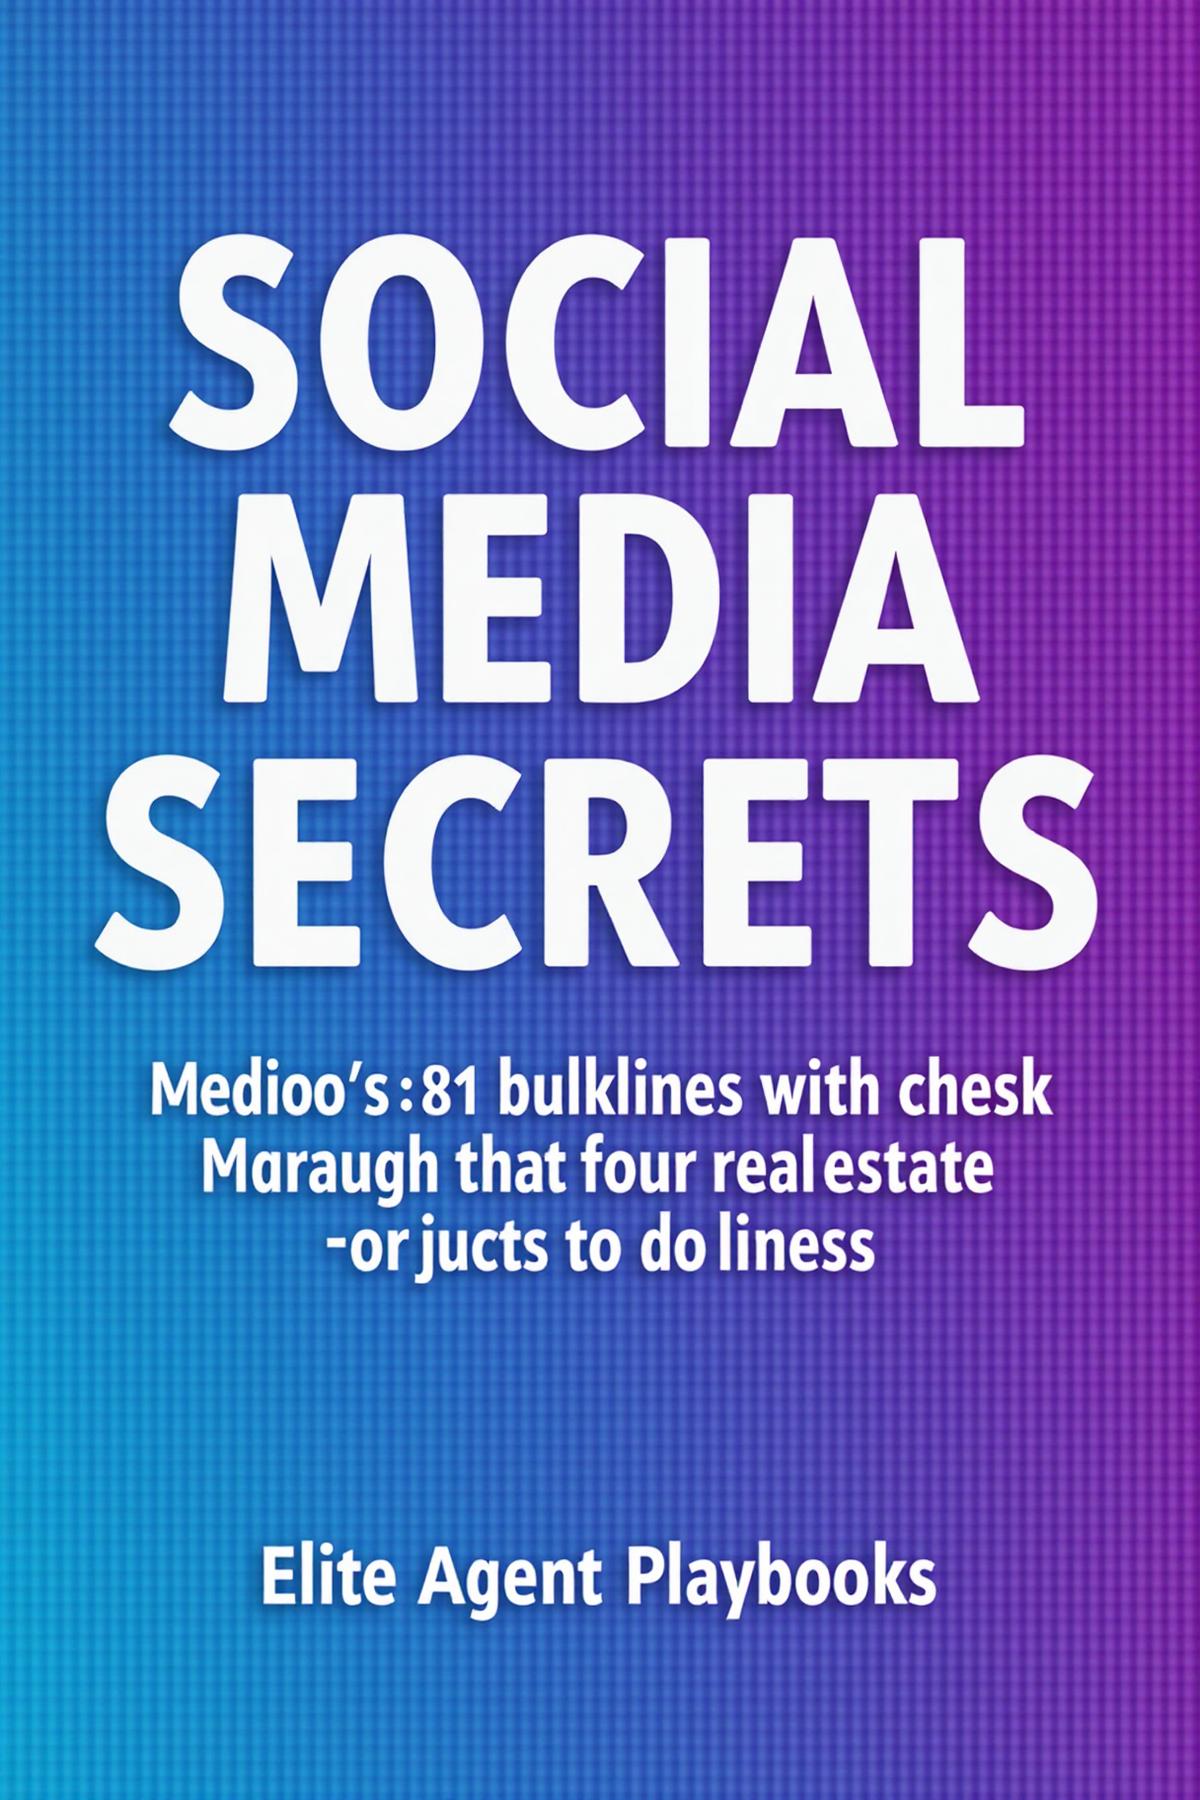 SOCIAL
MEDIA
SECRETS
Medioo's:81 bulklines with chesk
Maraugh that four real estate
-or jucts to do liness
Elite Agent Playbooks